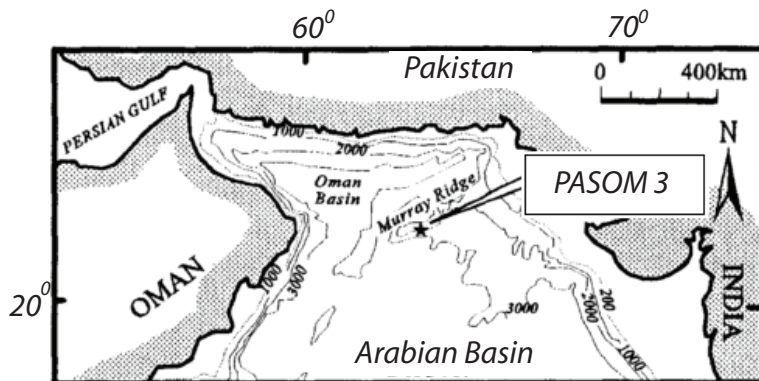 60⁰
70⁰
Pakistan
0 400km
PERSIAN GULF
1000
2000
N
Oman
Basin
Murray Ridge
PASOM 3
OMAN
1000
3000
20⁰
3000
2000
200
1000
INDIA
Arabian Basin